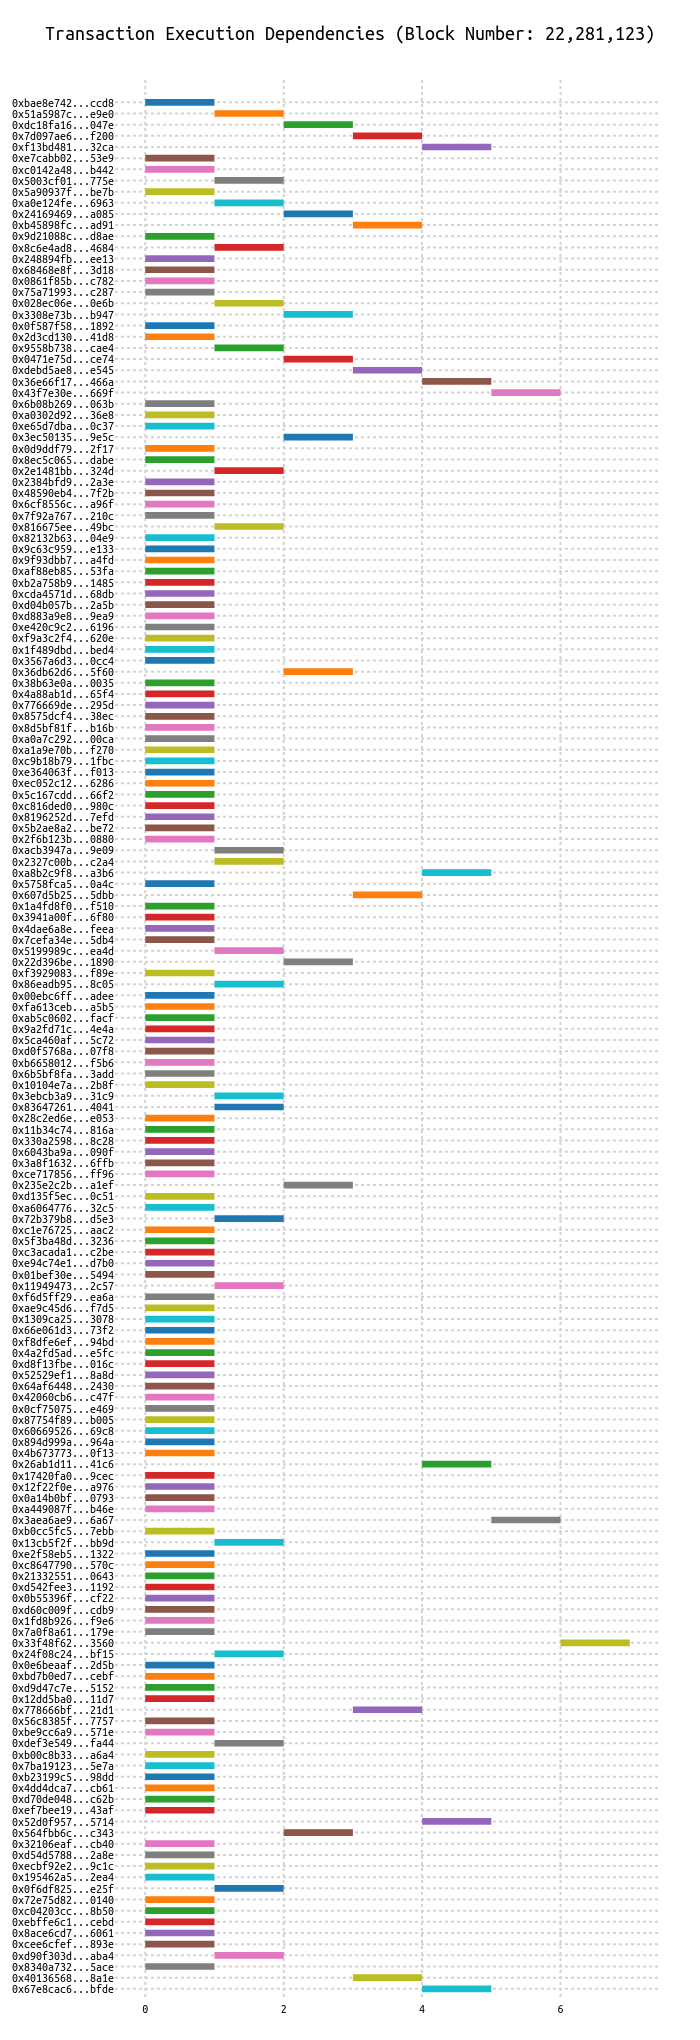 Transaction Execution Dependencies (Block Number: 22,281,123)
0xbae8e742...ccd8
0x51a5987c...e9e0
0xdc18fa16...047e
0x7d097ae6...f200
0xf13bd481...32ca
0xe7cabb02...53e9
0xc0142a48...b442
0x5003cf01...775e
0x5a90937f...be7b
0xa0e124fe...6963
0x24169469...a085
0xb45898fc...ad91
0x9d21088c...d8ae
0x8c6e4ad8...4684
0x248894fb...ee13
0x68468e8f...3d18
0x0861f85b...c782
0x75a71993...c287
0x028ec06e...0e6b
0x3308e73b...b947
0x0f587f58...1892
0x2d3cd130...41d8
0x9558b738...cae4
0x0471e75d...ce74
0xdebd5ae8...e545
0x36e66f17...466a
0x43f7e30e...669f
0x6b08b269...063b
0xa0302d92...36e8
0xe65d7dba...0c37
0x3ec50135...9e5c
0x0d9ddf79...2f17
0x8ec5c065...dabe
0x2e1481bb...324d
0x2384bfd9...2a3e
0x48590eb4...7f2b
0x6cf8556c...a96f
0x7f92a767...210c
0x816675ee...49bc
0x82132b63...04e9
0x9c63c959...e133
0x9f93dbb7...a4fd
0xaf88eb85...53fa
0xb2a758b9...1485
0xcda4571d...68db
0xd04b057b...2a5b
0xd883a9e8...9ea9
0xe420c9c2...6196
0xf9a3c2f4...620e
0x1f489dbd...bed4
0x3567a6d3...0cc4
0x36db62d6...5f60
0x38b63e0a...0035
0x4a88ab1d...65f4
0x776669de...295d
0x8575dcf4...38ec
0x8d5bf81f...b16b
0xa0a7c292...00ca
0xa1a9e70b...f270
0xc9b18b79...1fbc
0xe364063f...f013
0xec052c12...6286
0x5c167cdd...66f2
0xc816ded0...980c
0x8196252d...7efd
0x5b2ae8a2...be72
0x2f6b123b...0880
0xacb3947a...9e09
0x2327c00b...c2a4
0xa8b2c9f8...a3b6
0x5758fca5...0a4c
0x607d5b25...5dbb
0x1a4fd8f0...f510
0x3941a00f...6f80
0x4dae6a8e...feea
0x7cefa34e...5db4
0x5199989c...ea4d
0x22d396be...1890
0xf3929083...f89e
0x86eadb95...8c05
0x00ebc6ff...adee
0xfa613ceb...a5b5
0xab5c0602...facf
0x9a2fd71c...4e4a
0x5ca460af...5c72
0xd0f5768a...07f8
0xb6658012...f5b6
0x6b5bf8fa...3add
0x10104e7a...2b8f
0x3ebcb3a9...31c9
0x83647261...4041
0x28c2ed6e...e053
0x11b34c74...816a
0x330a2598...8c28
0x6043ba9a...090f
0x3a8f1632...6ffb
0xce717856...ff96
0x235e2c2b...a1ef
0xd135f5ec...0c51
0xa6064776...32c5
0x72b379b8...d5e3
0xc1e76725...aac2
0x5f3ba48d...3236
0xc3acada1...c2be
0xe94c74e1...d7b0
0x01bef30e...5494
0x11949473...2c57
0xf6d5ff29...ea6a
0xae9c45d6...f7d5
0x1309ca25...3078
0x66e061d3...73f2
0xf8dfe6ef...94bd
0x4a2fd5ad...e5fc
0xd8f13fbe...016c
0x52529ef1...8a8d
0x64af6448...2430
0x42060cb6...c47f
0x0cf75075...e469
0x87754f89...b005
0x60669526...69c8
0x894d999a...964a
0x4b673773...0f13
0x26ab1d11...41c6
0x17420fa0...9cec
0x12f22f0e...a976
0x0a14b0bf...0793
0xa449087f...b46e
0x3aea6ae9...6a67
0xb0cc5fc5...7ebb
0x13cb5f2f...bb9d
0xe2f58eb5...1322
0xc8647790...570c
0x21332551...0643
0xd542fee3...1192
0x0b55396f...cf22
0xd60c009f...cdb9
0x1fd8b926...f9e6
0x7a0f8a61...179e
0x33f48f62...3560
0x24f08c24...bf15
0x0e6beaaf...2d5b
0xbd7b0ed7...cebf
0xd9d47c7e...5152
0x12dd5ba0...11d7
0x778666bf...21d1
0x56c8385f...7757
0xbe9cc6a9...571e
0xdef3e549...fa44
0xb00c8b33...a6a4
0x7ba19123...5e7a
0xb23199c5...98dd
0x4dd4dca7...cb61
0xd70de048...c62b
0xef7bee19...43af
0x52d0f957...5714
0x564fbb6c...c343
0x32106eaf...cb40
0xd54d5788...2a8e
0xecbf92e2...9c1c
0x195462a5...2ea4
0x0f6df825...e25f
0x72e75d82...0140
0xc04203cc...8b50
0xebffe6c1...cebd
0x8ace6cd7...6061
0xcee6cfef...893e
0xd90f303d...aba4
0x8340a732...5ace
0x40136568...8a1e
0x67e8cac6...bfde
0 2 4 6